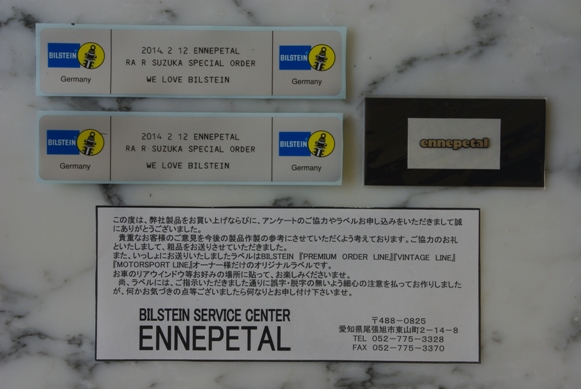 BILSTEIN
Germany
2014 2 12 ENNEPETAL
RA R SUZUKA SPECIAL ORDER
WE LOVE BILSTEIN
BILSTEIN
Germany
BILSTEIN
Germany
2014 2 12 ENNEPETAL
RA R SUZUKA SPECIAL ORDER
WE LOVE BILSTEIN
BILSTEIN
Germany
ennepetal
この度は、弊社製品をお買い上げならびに、アンケートのご協力やラベルお申し込みをいただきまして誠
にありがとうございました。
貴重なお客様のご意見を今後の製品作製の参考にさせていただくよう考えております。ご協力のお礼
といたしまして、粗品をお送りさせていただきました。
また、いっしょにお送りいたしましたラベルはBILSTEIN 『PREMIUM ORDER LINE』『VINTAGE LINE』
『MOTORSPORT LINE』オーナー様だけのオリジナルラベルです。
お車のリアウインドウ等お好みの場所に貼って、お楽しみくださいませ。
尚、ラベルには、ご指示いただきました通りに誤字・脱字の無いよう細心の注意を払っておりました
が、何かお気づきの点等ございましたら何なりとお申し付け下さいませ。
BILSTEIN SERVICE CENTER
ENNEPETAL
〒488-0825
愛知県尾張旭市東山町2-14-8
TEL 052-775-3328
FAX 052-775-3370